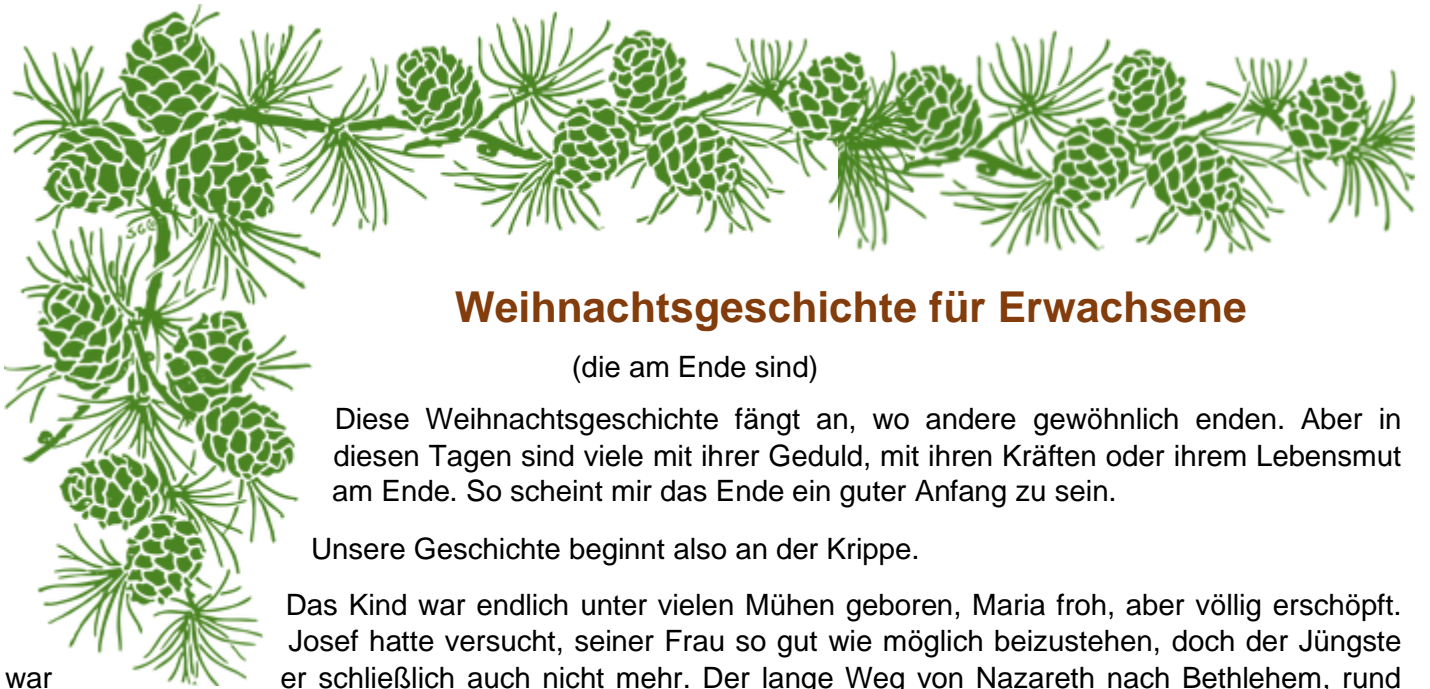 Weihnachtsgeschichte für Erwachsene
(die am Ende sind)
Diese Weihnachtsgeschichte fängt an, wo andere gewöhnlich enden. Aber in
diesen Tagen sind viele mit ihrer Geduld, mit ihren Kräften oder ihrem Lebensmut
am Ende. So scheint mir das Ende ein guter Anfang zu sein.
Unsere Geschichte beginnt also an der Krippe.
Das Kind war endlich unter vielen Mühen geboren, Maria froh, aber völlig erschöpft.
Josef hatte versucht, seiner Frau so gut wie möglich beizustehen, doch der Jüngste
war er schließlich auch nicht mehr. Der lange Weg von Nazareth nach Bethlehem, rund